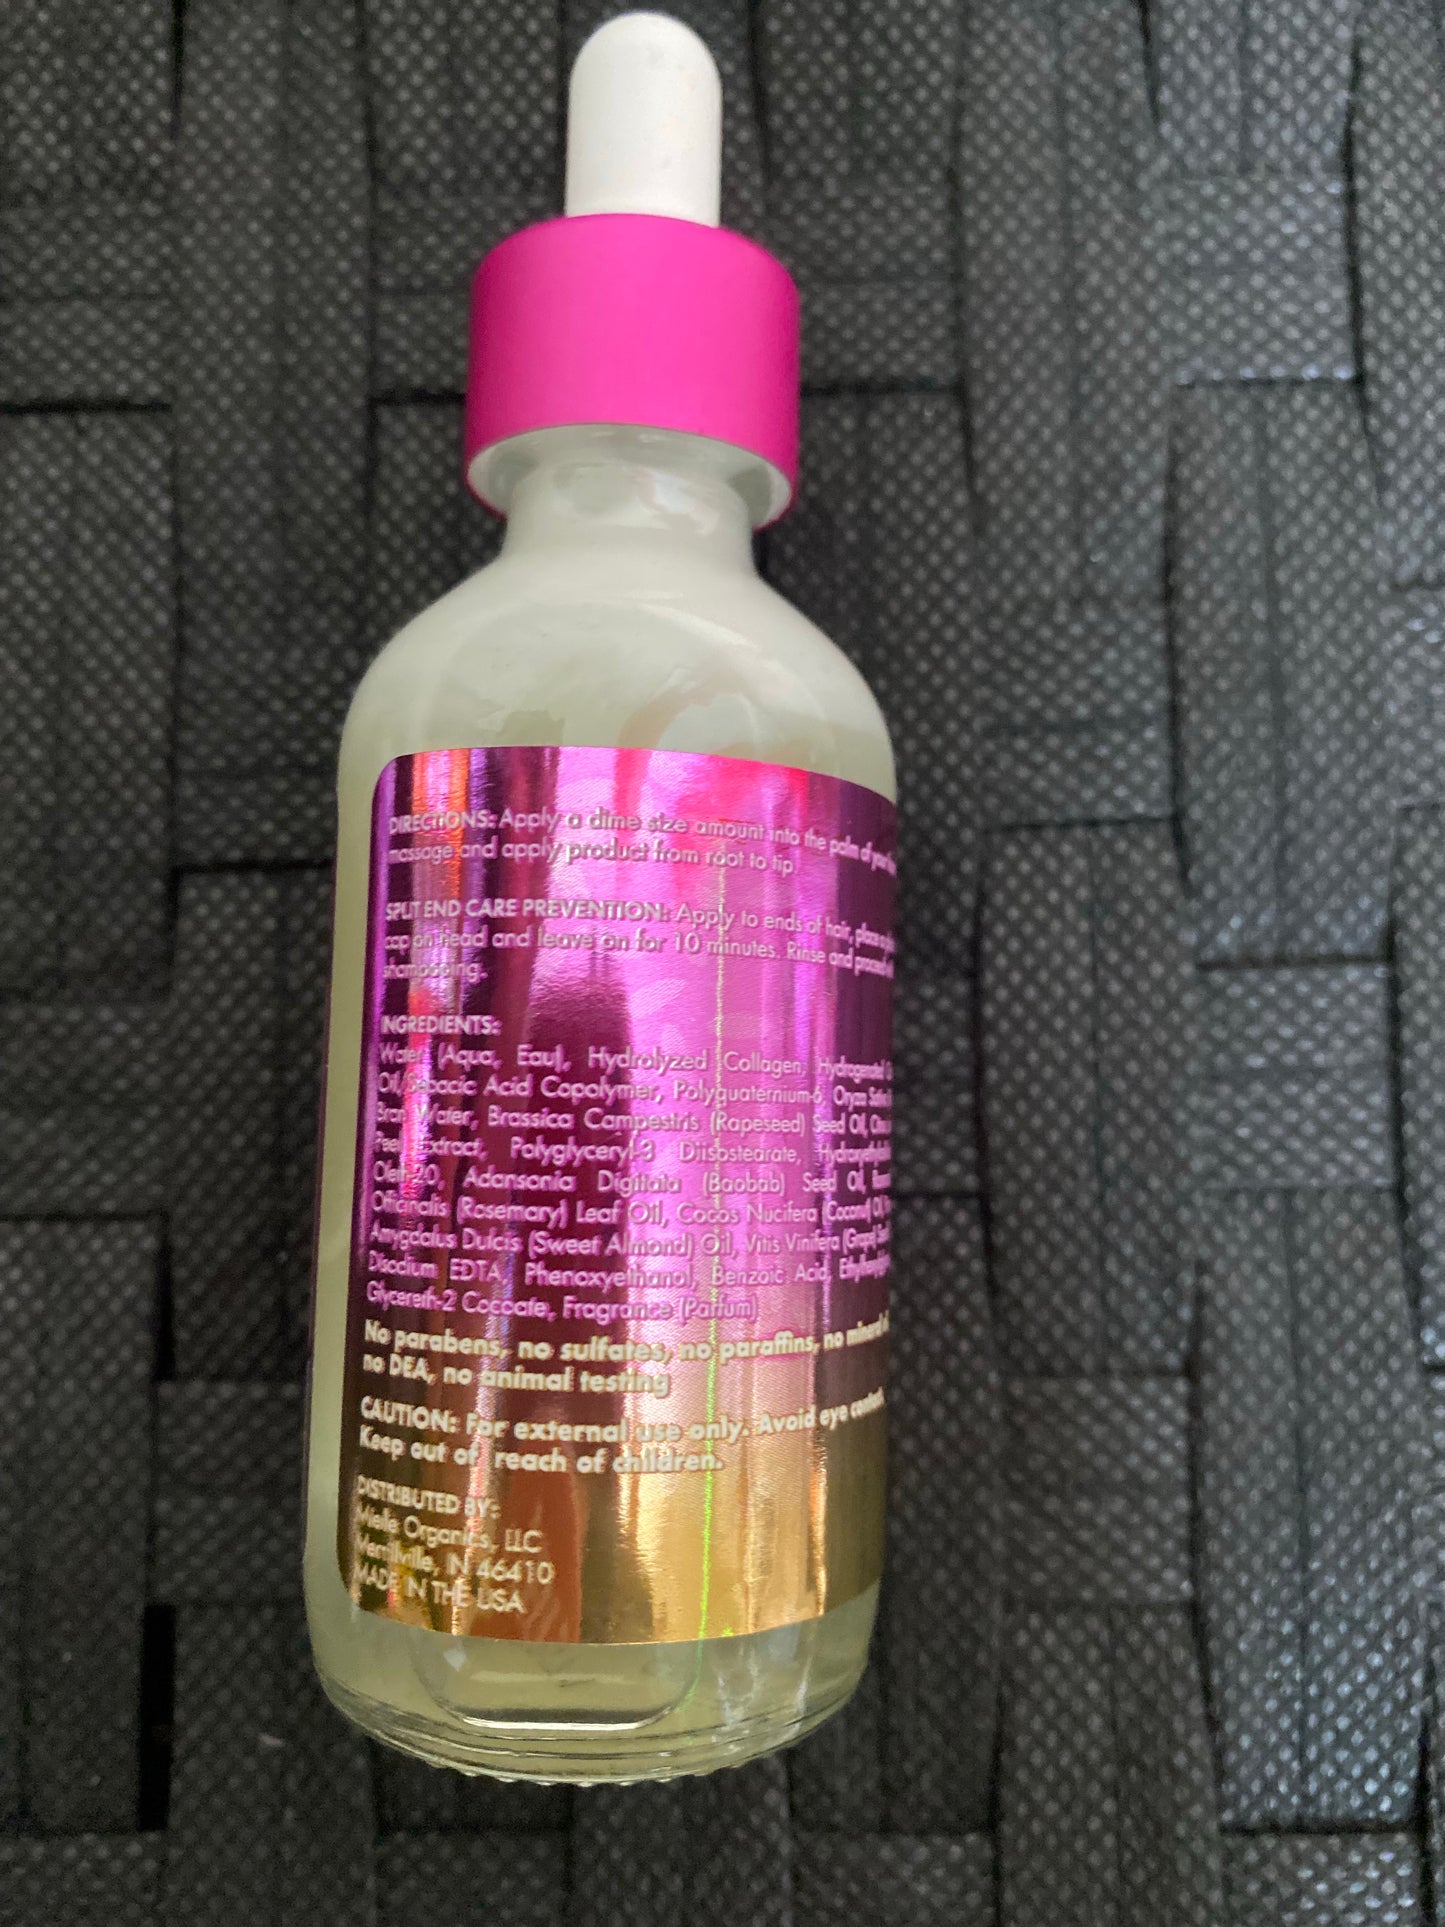 DIRECTIONS: Apply a dime size amount into the palm of your
massage and apply product from root to tip
SPLIT END CARE PREVENTION: Apply to ends of hair, place a
cap on head and leave on for 10 minutes. Rinse and proceed
shampooing.
INGREDIENTS:
Water (Aqua, Eau), Hydrolyzed Collagen, Hydrogenated
Oil/Sebacic Acid Copolymer, Polyquaternium-6, Oryza Sativa
Bran Water, Brassica Campestris (Rapeseed) Seed Oil,
Peel Extract, Polyglyceryl-3 Diisostearate,
Oleth-20, Adansonia Digitata (Baobab) Seed Oil,
Officinalis (Rosemary) Leaf Oil, Cocos Nucifera (Coconut) Oil,
Amygdalus Dulcis (Sweet Almond) Oil, Vitis Vinifera (Grape)
Disodium EDTA, Phenoxyethanol, Benzoic Acid,
Glycereth-2 Cocoate, Fragrance (Parfum)
No parabens, no sulfates, no paraffins, no mineral
no DEA, no animal testing
CAUTION: For external use only. Avoid eye contact
Keep out of reach of children.
DISTRIBUTED BY:
Mielle Organics, LLC
Merrillville, IN 46410
MADE IN THE USA